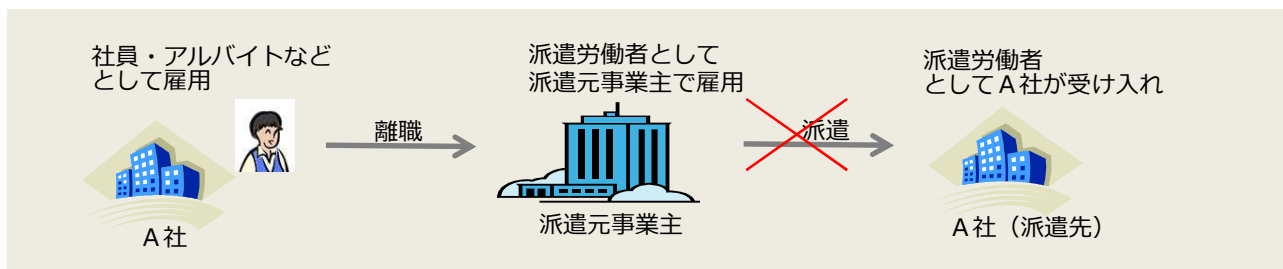 社員・アルバイトなど
として雇用
A社
離職
派遣労働者として
派遣元事業主で雇用
派遣元事業主
派遣
派遣労働者
としてA社が受け入れ
A社（派遣先）